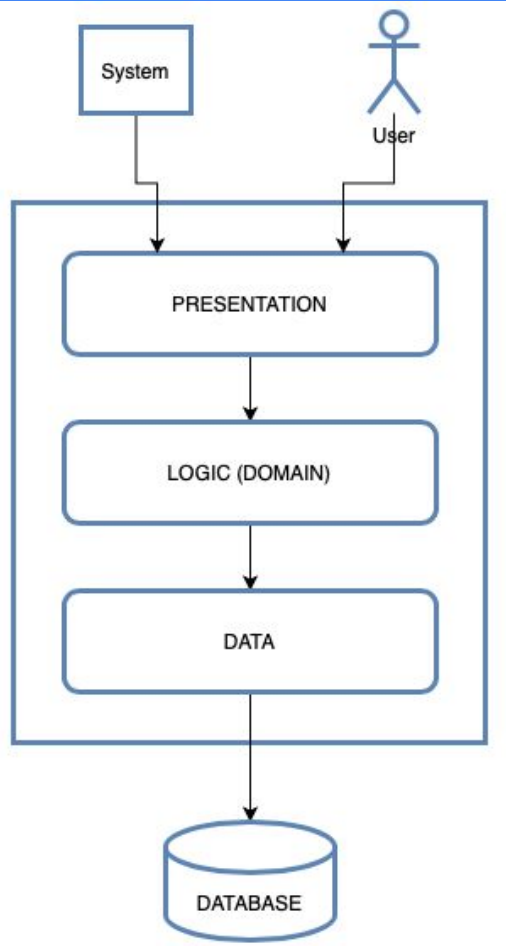 System
User
PRESENTATION
LOGIC (DOMAIN)
DATA
DATABASE